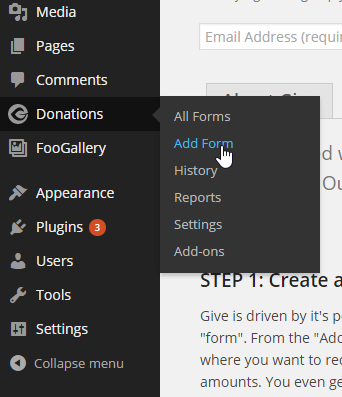 Media
Pages
Comments
Donations
FooGallery
Appearance
Plugins 3
Users
Tools
Settings
Collapse menu
All Forms
Add Form
History
Reports
Settings
Add-ons
Email Address (requir
About Give
d w
Ou
STEP 1: Create a
Give is driven by it's p
"form". From the "Add
where you want to rec
amounts. You even ge